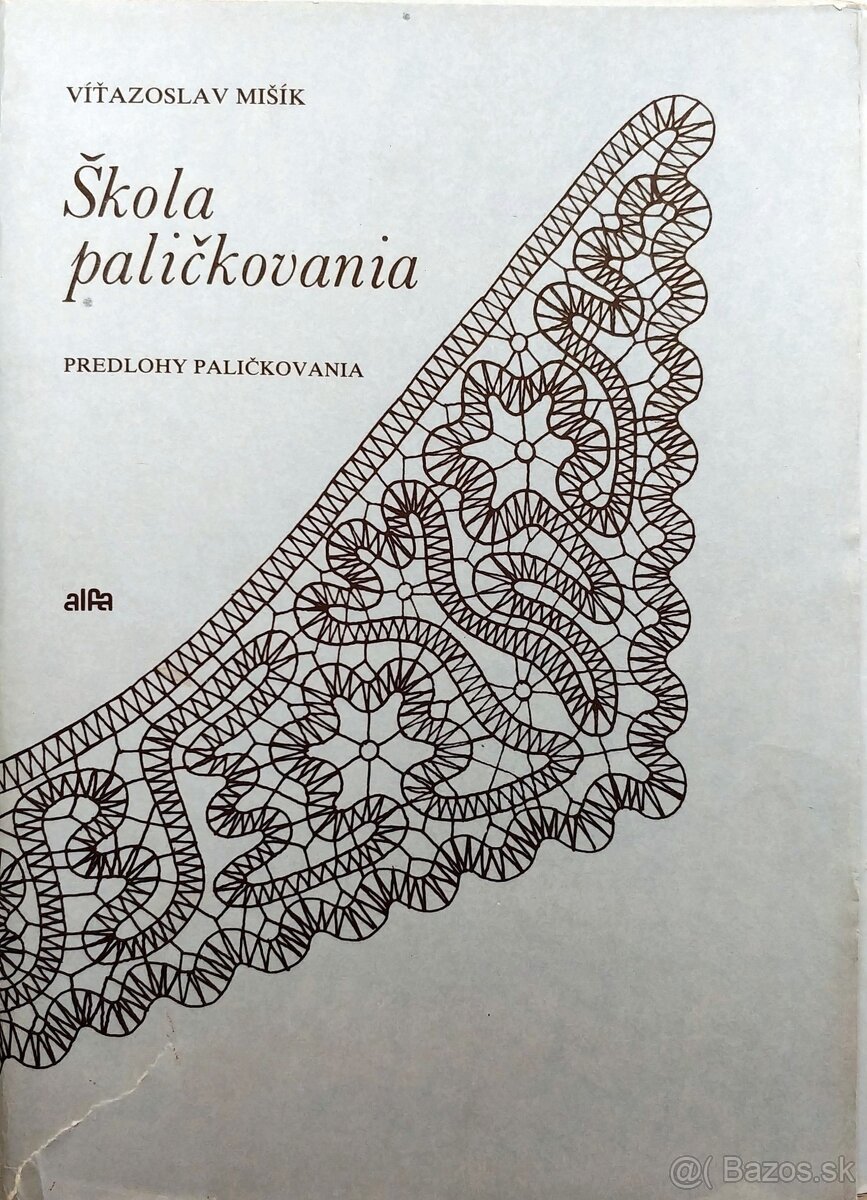 VÍŤAZOSLAV MIŠÍK
Škola
paličkovania
PREDLOHY PALIČKOVANIA
alfa
@( Bazos.sk